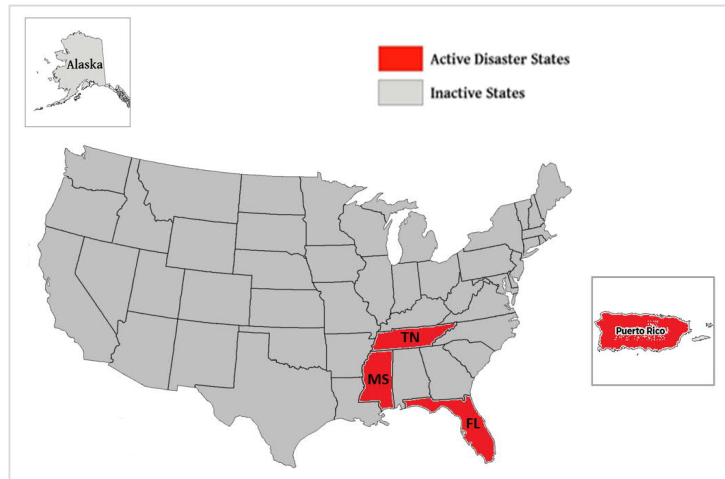 Alaska
Active Disaster States
Inactive States
TN
MS
FL
Puerto Rico